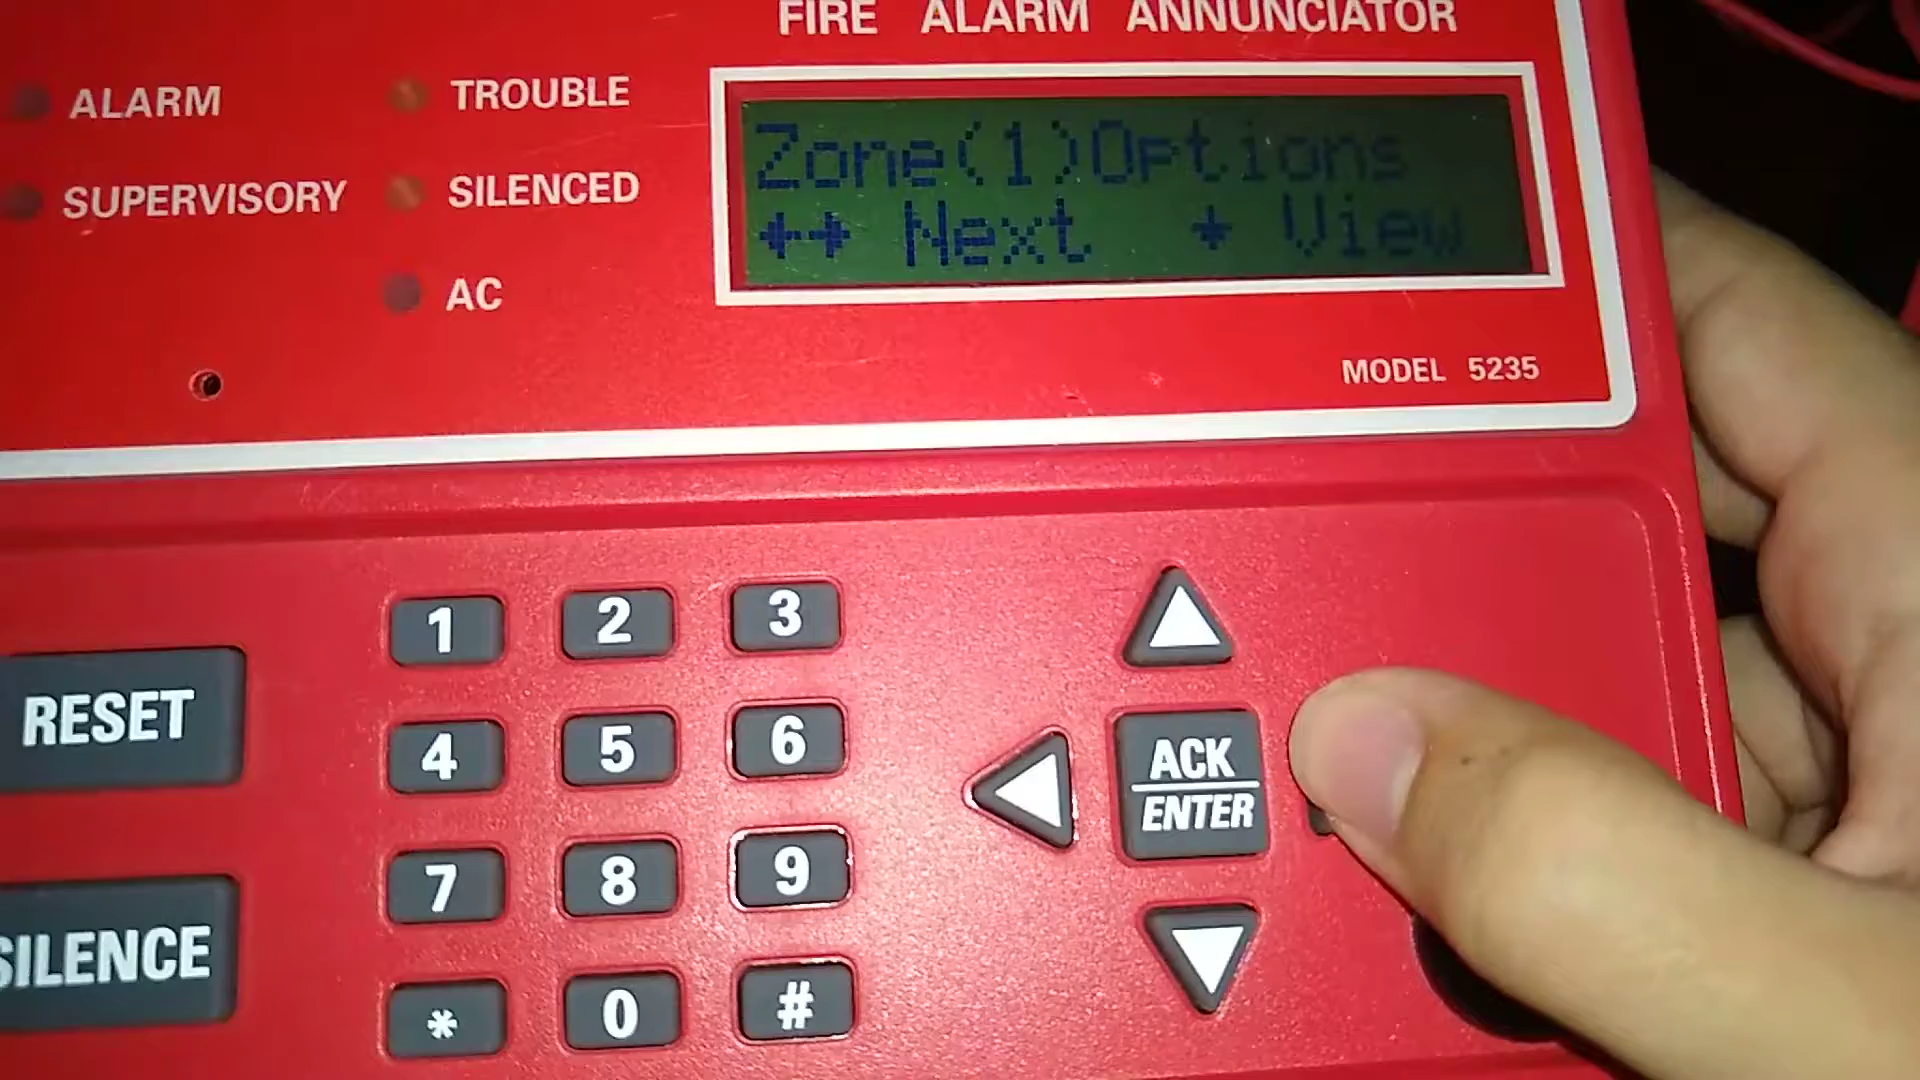 FIRE ALARM ANNUNCIATOR
ALARM
TROUBLE
SUPERVISORY
SILENCED
AC
Zone(1)Options
←→ Next ↓ View
MODEL 5235
1 2 3
RESET
4 5 6
ACK
ENTER
7 8 9
SILENCE
* 0 #